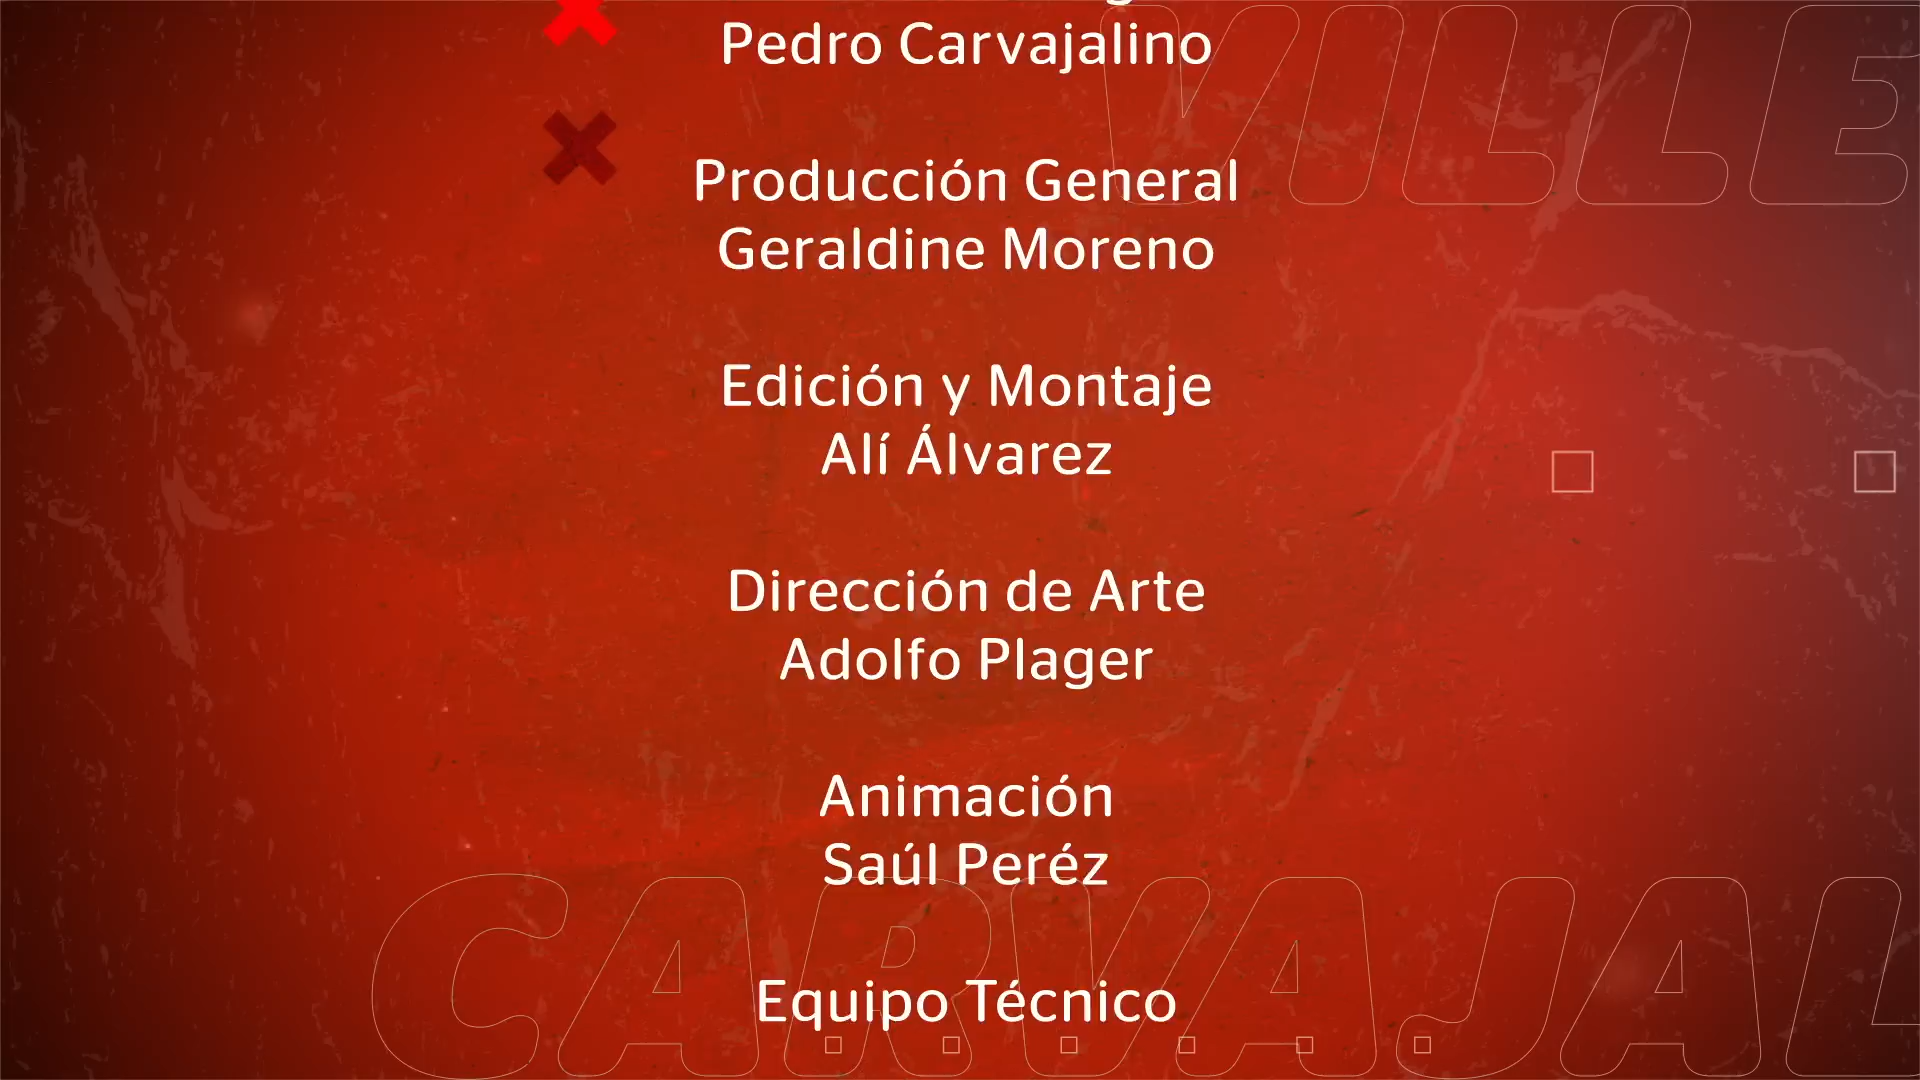 Pedro Carvajalino
VILLE
Producción General
Geraldine Moreno
Edición y Montaje
Alí Álvarez
Dirección de Arte
Adolfo Plager
Animación
Saúl Peréz
CARVAJAL
Equipo Técnico